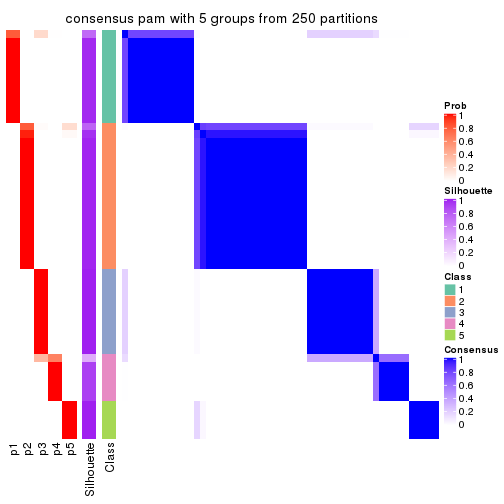 consensus pam with 5 groups from 250 partitions
Prob
1
0.8
0.6
0.4
0.2
0
Silhouette
1
0.8
0.6
0.4
0.2
0
Class
1
2
3
4
5
Consensus
1
0.8
0.6
0.4
0.2
0
p1
p2
p3
p4
p5
Silhouette
Class